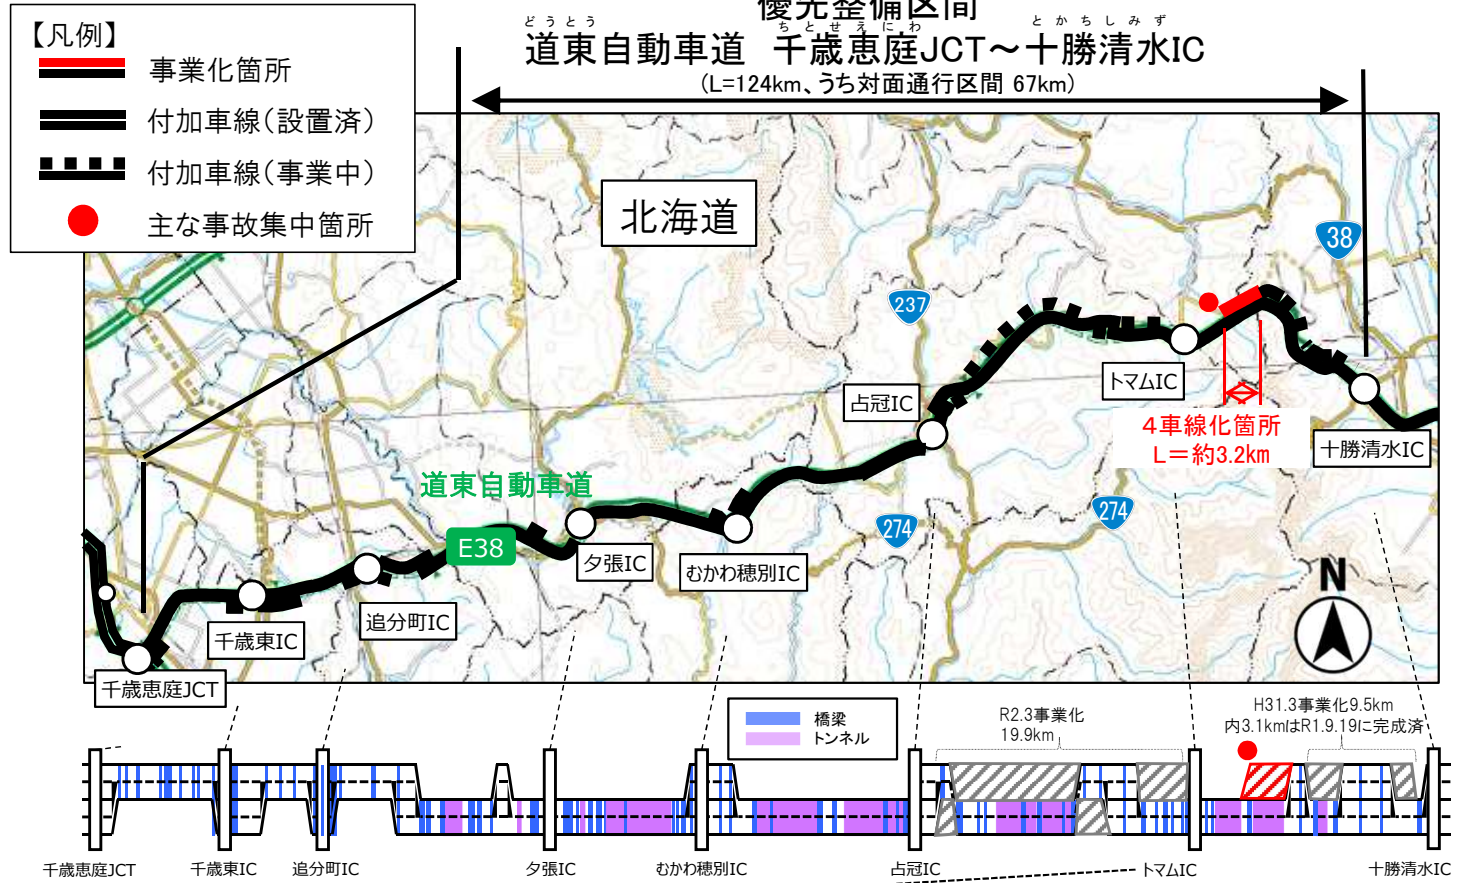 優先整備区間
どうとう ちとせえにわ とかちしみず
道東自動車道 千歳恵庭JCT～十勝清水IC
(L=124km、うち対面通行区間 67km)
【凡例】
事業化箇所
付加車線(設置済)
付加車線(事業中)
主な事故集中箇所
北海道
38
237
トマムIC
占冠IC
4車線化箇所
L=約3.2km
十勝清水IC
道東自動車道
274
274
E38
夕張IC
むかわ穂別IC
N
追分町IC
千歳東IC
千歳恵庭JCT
橋梁
トンネル
R2.3事業化
19.9km
H31.3事業化9.5km
内3.1kmはR1.9.19に完成済
千歳恵庭JCT 千歳東IC 追分町IC 夕張IC むかわ穂別IC 占冠IC トマムIC 十勝清水IC